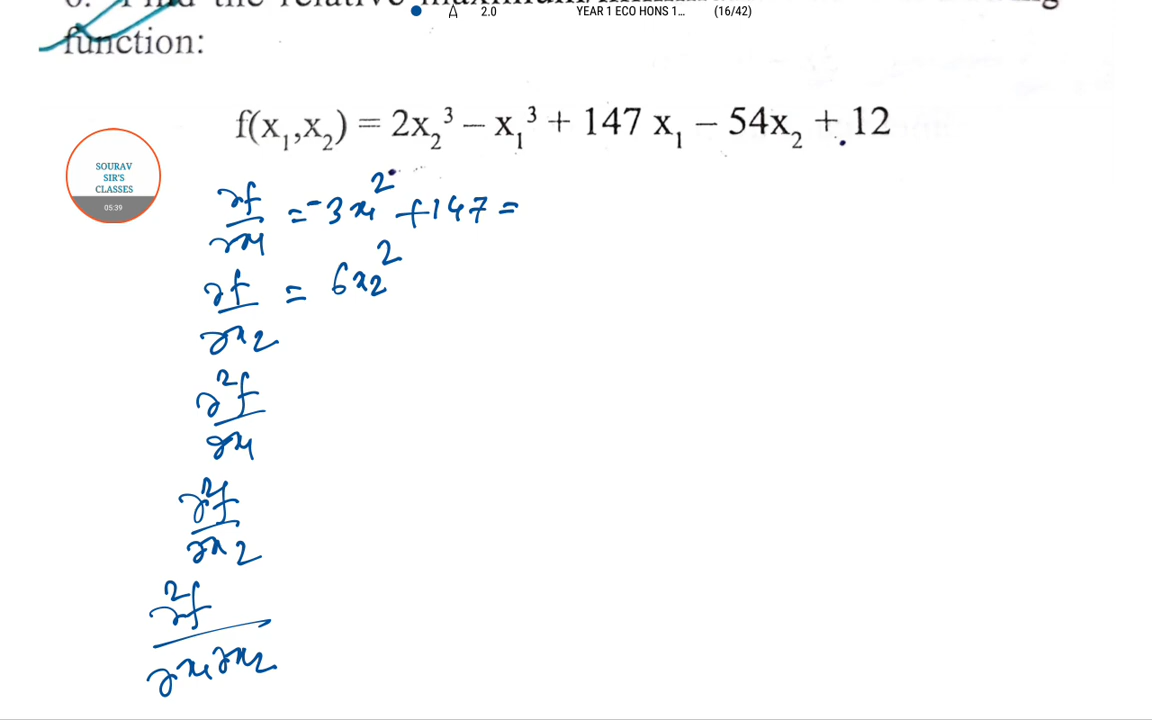 2.0 YEAR 1 ECO HONS 1... (16/42)
function:
f(x₁,x₂) = 2x₂³ – x₁³ + 147 x₁ – 54x₂ + 12
SOURAV
SIR'S
CLASSES
05:39
∂f/∂x₁ = -3x₁² + 147 =
∂f/∂x₂ = 6x₂²
∂²f/∂x₁
∂²f/∂x₂
∂²f/∂x₁∂x₂